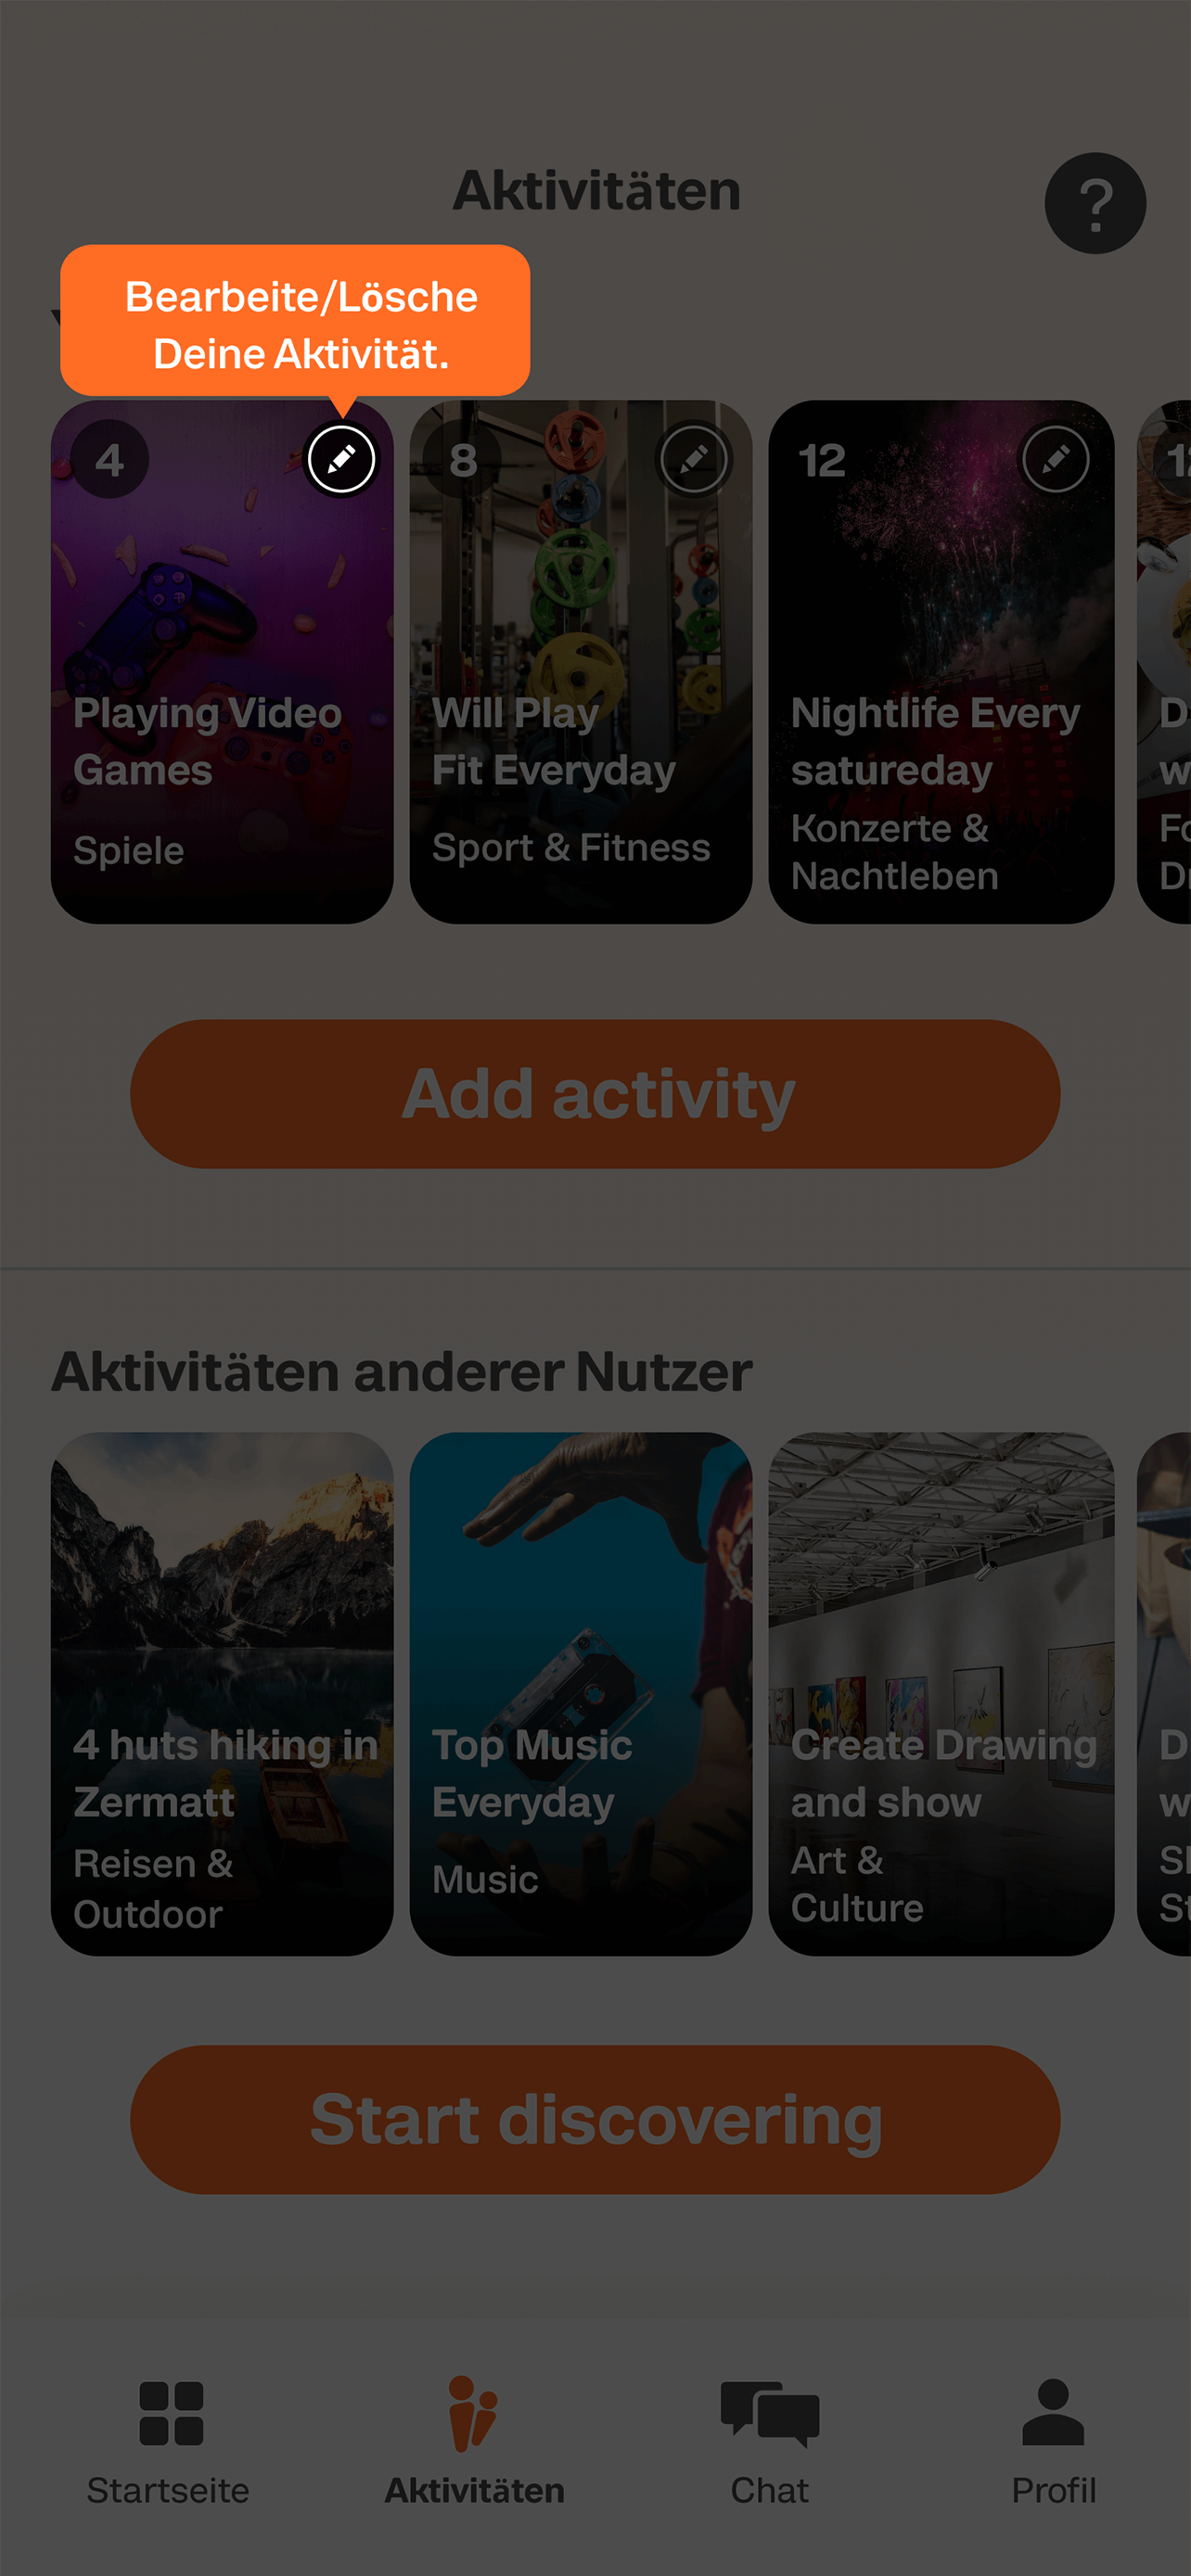 Aktivitäten
?
Bearbeite/Lösche
Deine Aktivität.
4
8
12
Playing Video
Games
Spiele
Will Play
Fit Everyday
Sport & Fitness
Nightlife Every
satureday
Konzerte &
Nachtleben
Add activity
Aktivitäten anderer Nutzer
4 huts hiking in
Zermatt
Reisen &
Outdoor
Top Music
Everyday
Music
Create Drawing
and show
Art &
Culture
Start discovering
Startseite
Aktivitäten
Chat
Profil